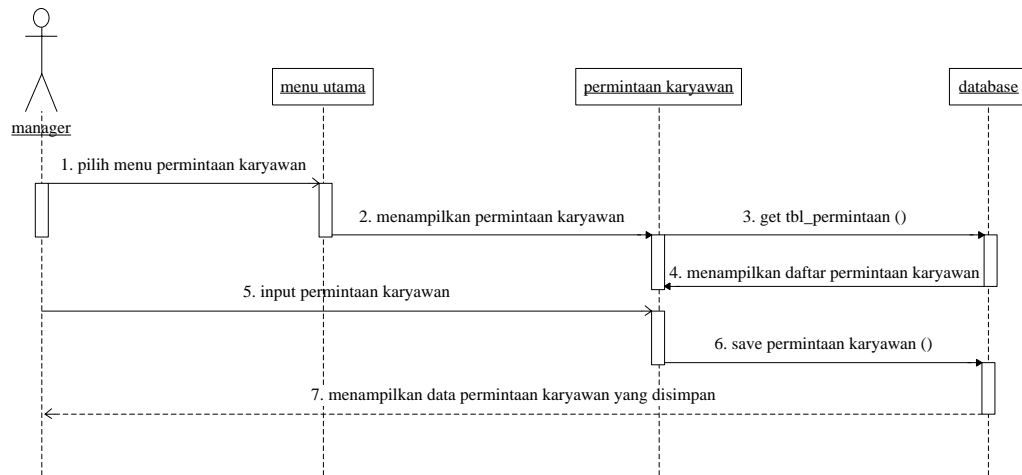 menu utama
permintaan karyawan
database
manager
1. pilih menu permintaan karyawan
2. menampilkan permintaan karyawan
3. get tbl_permintaan ()
4. menampilkan daftar permintaan karyawan
5. input permintaan karyawan
6. save permintaan karyawan ()
7. menampilkan data permintaan karyawan yang disimpan